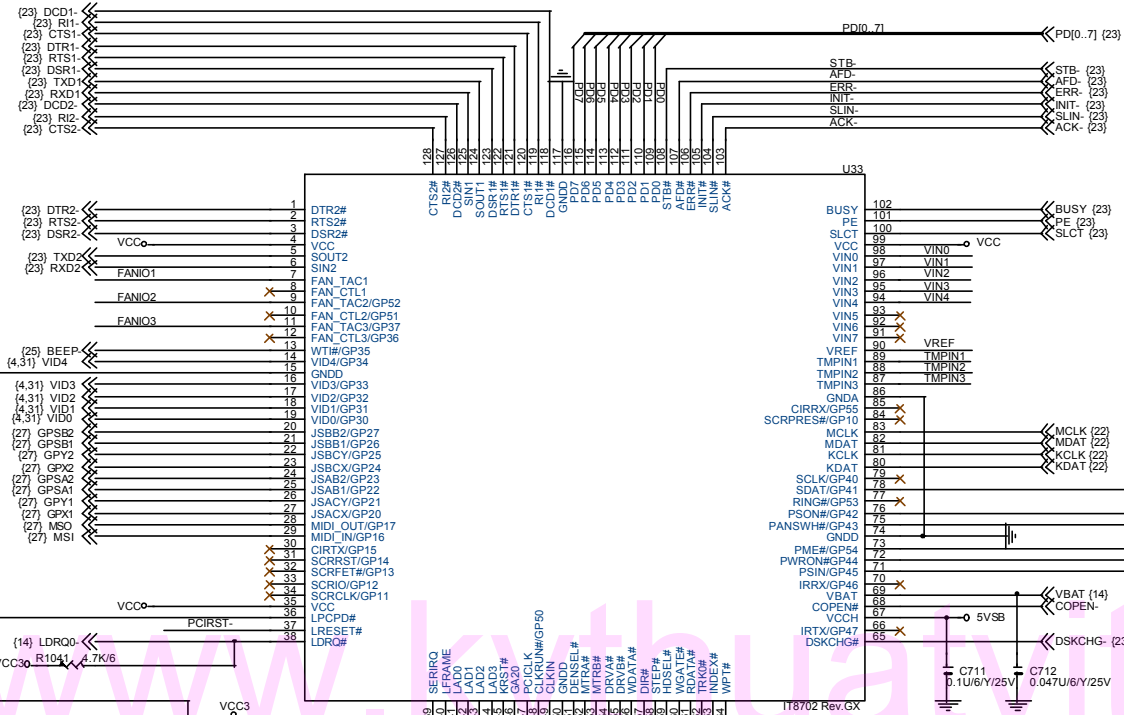 {23} DCD1-
{23} RI1-
{23} CTS1-
{23} DTR1-
{23} RTS1-
{23} DSR1-
{23} TXD1
{23} RXD1
{23} DCD2-
{23} RI2-
{23} CTS2-
PD[0..7]
PD[0..7] {23}
STB-
AFD-
ERR-
INIT-
SLIN-
ACK-
STB- {23}
AFD- {23}
ERR- {23}
INIT- {23}
SLIN- {23}
ACK- {23}
PD7 PD6 PD5 PD4 PD3 PD2 PD1 PD0
128 127 126 125 124 123 122 121 120 119 118 117 116 115 114 113 112 111 110 109 108 107 106 105 104 103
U33
CTS2# RI2# DCD2# SIN1 SOUT1 DSR1# RTS1# DTR1# CTS1# RI1# DCD1# GNDD PD7 PD6 PD5 PD4 PD3 PD2 PD1 PD0 STB# AFD# ERR# INIT# SLIN# ACK#
{23} DTR2- 1 DTR2#
{23} RTS2- 2 RTS2#
{23} DSR2- 3 DSR2#
VCC 4 VCC
{23} TXD2 5 SOUT2
{23} RXD2 6 SIN2
FANIO1 7 FAN_TAC1
8 FAN_CTL1
FANIO2 9 FAN_TAC2/GP52
10 FAN_CTL2/GP51
FANIO3 11 FAN_TAC3/GP37
12 FAN_CTL3/GP36
{25} BEEP- 13 WTI#/GP35
{4,31} VID4 14 VID4/GP34
15 GNDD
{4,31} VID3 16 VID3/GP33
{4,31} VID2 17 VID2/GP32
{4,31} VID1 18 VID1/GP31
{4,31} VID0 19 VID0/GP30
{27} GPSB2 20 JSBB2/GP27
{27} GPSB1 21 JSBB1/GP26
{27} GPY2 22 JSBCY/GP25
{27} GPX2 23 JSBCX/GP24
{27} GPSA2 24 JSAB2/GP23
{27} GPSA1 25 JSAB1/GP22
{27} GPY1 26 JSACY/GP21
{27} GPX1 27 JSACX/GP20
{27} MSO 28 MIDI_OUT/GP17
{27} MSI 29 MIDI_IN/GP16
30 CIRTX/GP15
31 SCRRST/GP14
32 SCRFET#/GP13
33 SCRIO/GP12
34 SCRCLK/GP11
VCC 35 VCC
36 LPCPD#
PCIRST- 37 LRESET#
{14} LDRQ0- 38 LDRQ#
VCC3 R1041 4.7K/6
VCC3
BUSY 102 BUSY {23}
PE 101 PE {23}
SLCT 100 SLCT {23}
VCC 99 VCC
VIN0 98 VIN0
VIN1 97 VIN1
VIN2 96 VIN2
VIN3 95 VIN3
VIN4 94 VIN4
VIN5 93
VIN6 92
VIN7 91
VREF 90 VREF
TMPIN1 89 TMPIN1
TMPIN2 88 TMPIN2
TMPIN3 87 TMPIN3
GNDA 86
CIRRX/GP55 85
SCRPRES#/GP10 84
MCLK 83 MCLK {22}
MDAT 82 MDAT {22}
KCLK 81 KCLK {22}
KDAT 80 KDAT {22}
SCLK/GP40 79
SDAT/GP41 78
RING#/GP53 77
PSON#/GP42 76
PANSWH#/GP43 75
GNDD 74
PME#/GP54 73
PWRON#/GP44 72
PSIN/GP45 71
IRRX/GP46 70
VBAT 69 VBAT {14}
COPEN# 68 COPEN-
VCCH 67 5VSB
IRTX/GP47 66
DSKCHG# 65 DSKCHG- {23
SERIRQ LFRAME LAD0 LAD1 LAD2 LAD3 KRST# GA20 PCICLK CLKRUN#/GP50 CLKIN GNDD DENSEL# MTRA# MTRB# DRVA# DRVB# WDATA# DIR# STEP# HDSEL# WGATE# RDATA# TRK0# INDEX# WPT#
C711
0.1U/6/Y/25V
C712
0.047U/6/Y/25V
IT8702 Rev.GX
www.kythuatvit